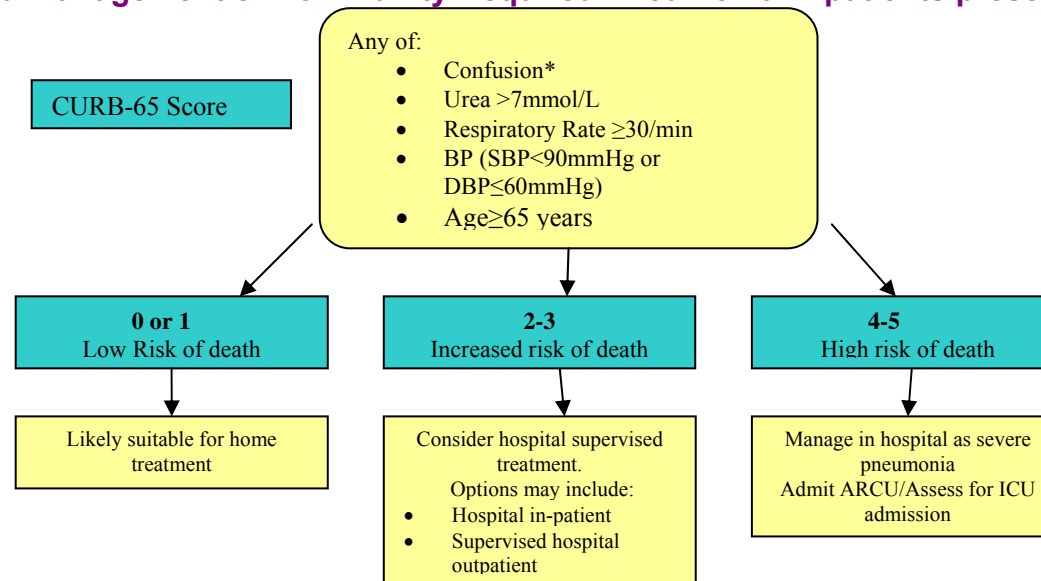 CURB-65 Score
Any of:
• Confusion*
• Urea >7mmol/L
• Respiratory Rate ≥30/min
• BP (SBP<90mmHg or
DBP≤60mmHg)
• Age≥65 years
0 or 1
Low Risk of death
2-3
Increased risk of death
4-5
High risk of death
Likely suitable for home
treatment
Consider hospital supervised
treatment.
Options may include:
• Hospital in-patient
• Supervised hospital
outpatient
Manage in hospital as severe
pneumonia
Admit ARCU/Assess for ICU
admission